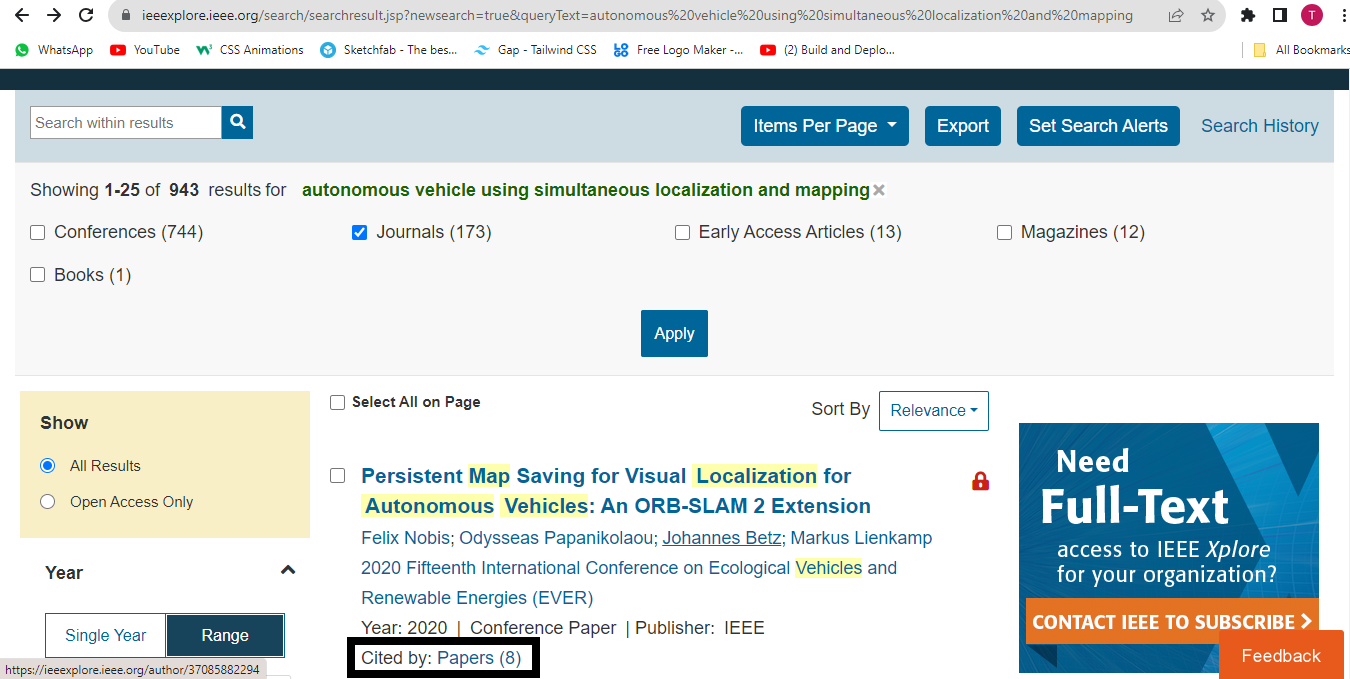 ieeexplore.ieee.org/search/searchresult.jsp?newsearch=true&queryText=autonomous%20vehicle%20using%20simultaneous%20localization%20and%20mapping
T
WhatsApp YouTube CSS Animations Sketchfab - The bes... Gap - Tailwind CSS Free Logo Maker -... (2) Build and Deplo... All Bookmarks
Search within results
Items Per Page Export Set Search Alerts Search History
Showing 1-25 of 943 results for autonomous vehicle using simultaneous localization and mapping ×
Conferences (744) Journals (173) Early Access Articles (13) Magazines (12)
Books (1)
Apply
Show
All Results
Open Access Only
Year
Single Year Range
https://ieeexplore.ieee.org/author/37085882294
Select All on Page
Sort By Relevance
Persistent Map Saving for Visual Localization for
Autonomous Vehicles: An ORB-SLAM 2 Extension
Felix Nobis; Odysseas Papanikolaou; Johannes Betz; Markus Lienkamp
2020 Fifteenth International Conference on Ecological Vehicles and
Renewable Energies (EVER)
Year: 2020 | Conference Paper | Publisher: IEEE
Cited by: Papers (8)
Need
Full-Text
access to IEEE Xplore
for your organization?
CONTACT IEEE TO SUBSCRIBE
Feedback